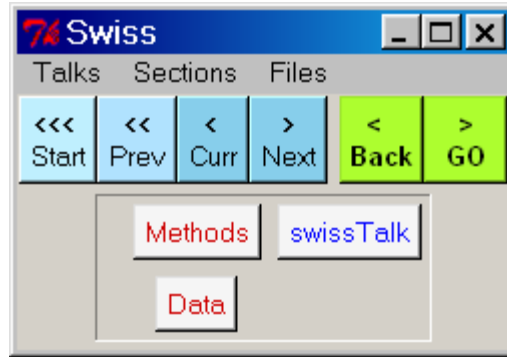 Swiss
Talks Sections Files
<<< << < > < >
Start Prev Curr Next Back GO
Methods swissTalk
Data